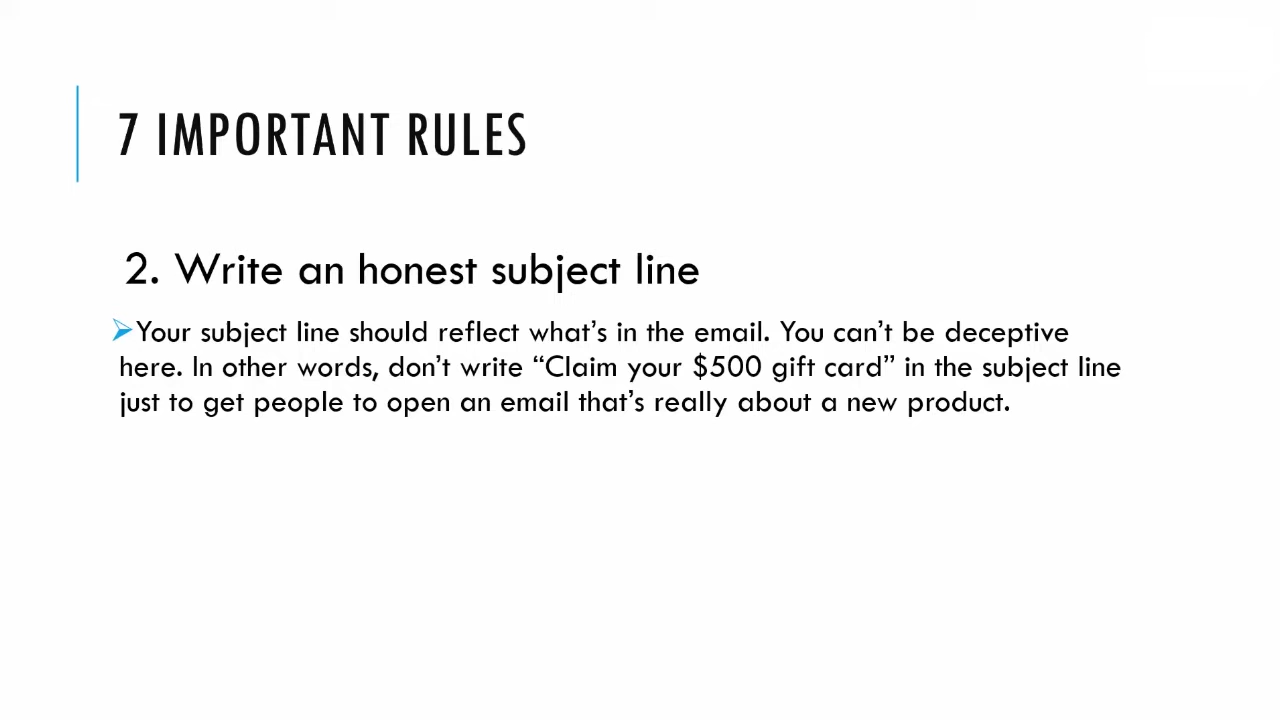 7 IMPORTANT RULES
2. Write an honest subject line
Your subject line should reflect what’s in the email. You can’t be deceptive
here. In other words, don’t write “Claim your $500 gift card” in the subject line
just to get people to open an email that’s really about a new product.